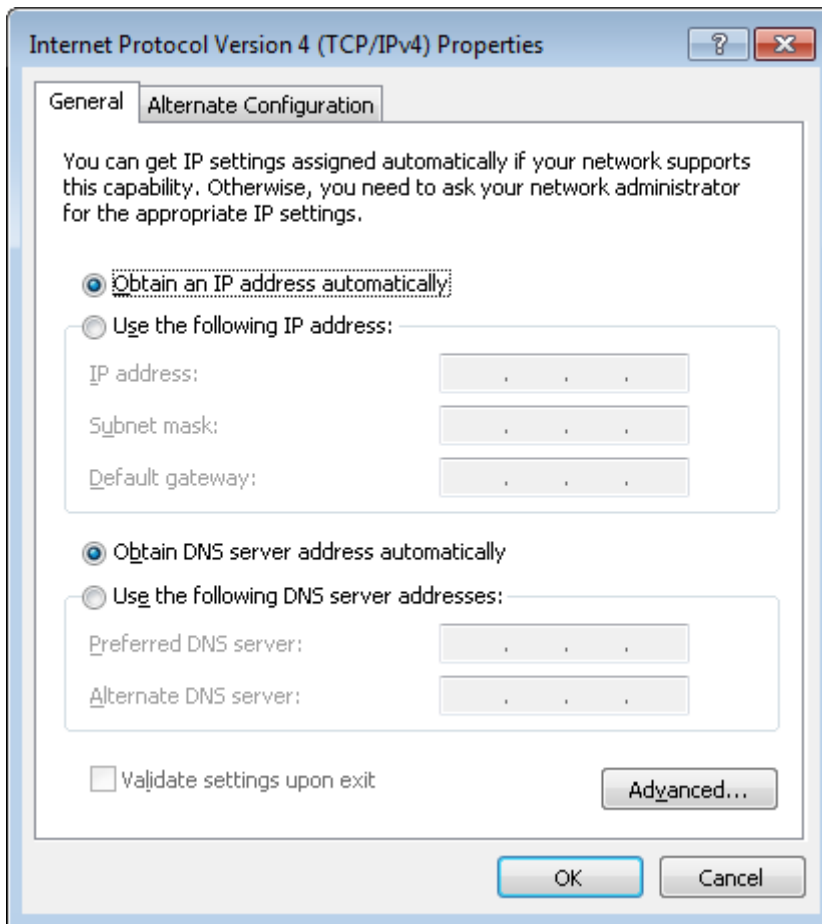 Internet Protocol Version 4 (TCP/IPv4) Properties
General
Alternate Configuration
You can get IP settings assigned automatically if your network supports
this capability. Otherwise, you need to ask your network administrator
for the appropriate IP settings.
Obtain an IP address automatically
Use the following IP address:
IP address:
Subnet mask:
Default gateway:
Obtain DNS server address automatically
Use the following DNS server addresses:
Preferred DNS server:
Alternate DNS server:
Validate settings upon exit
Advanced...
OK
Cancel